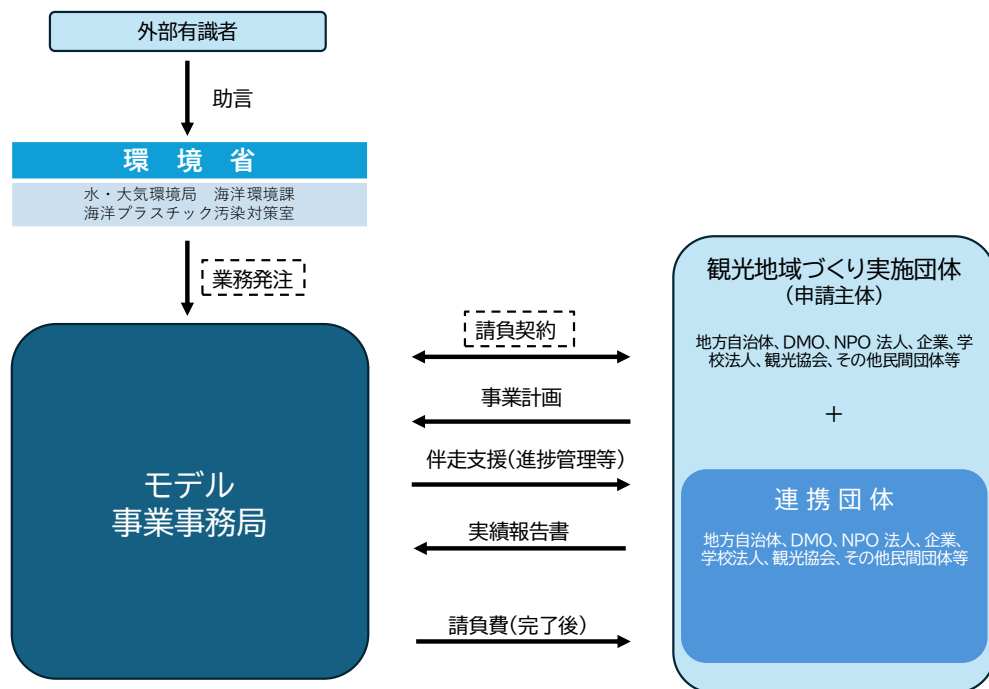 外部有識者
助言
環境省
水・大気環境局　海洋環境課
海洋プラスチック汚染対策室
業務発注
モデル
事業事務局
請負契約
事業計画
伴走支援(進捗管理等)
実績報告書
請負費(完了後)
観光地域づくり実施団体
(申請主体)
地方自治体、DMO、NPO 法人、企業、学
校法人、観光協会、その他民間団体等
+
連携団体
地方自治体、DMO、NPO 法人、企業、
学校法人、観光協会、その他民間団体等